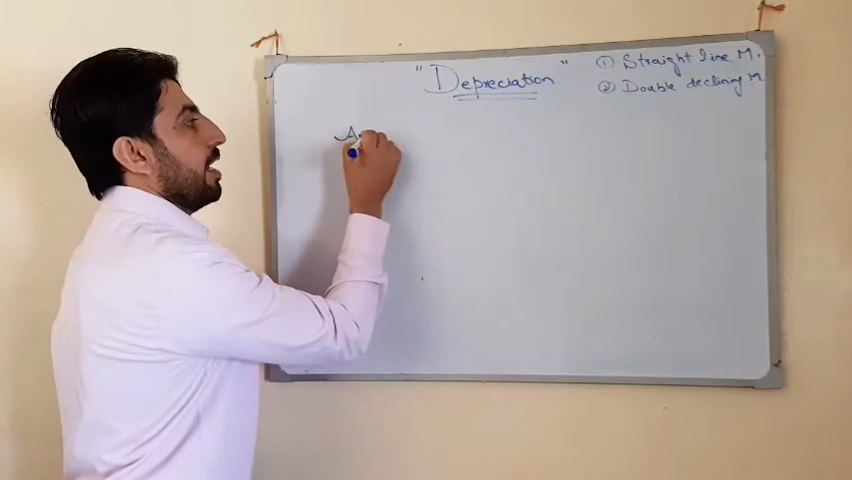 "Depreciation"
① Straight line M.
② Double declining M
A